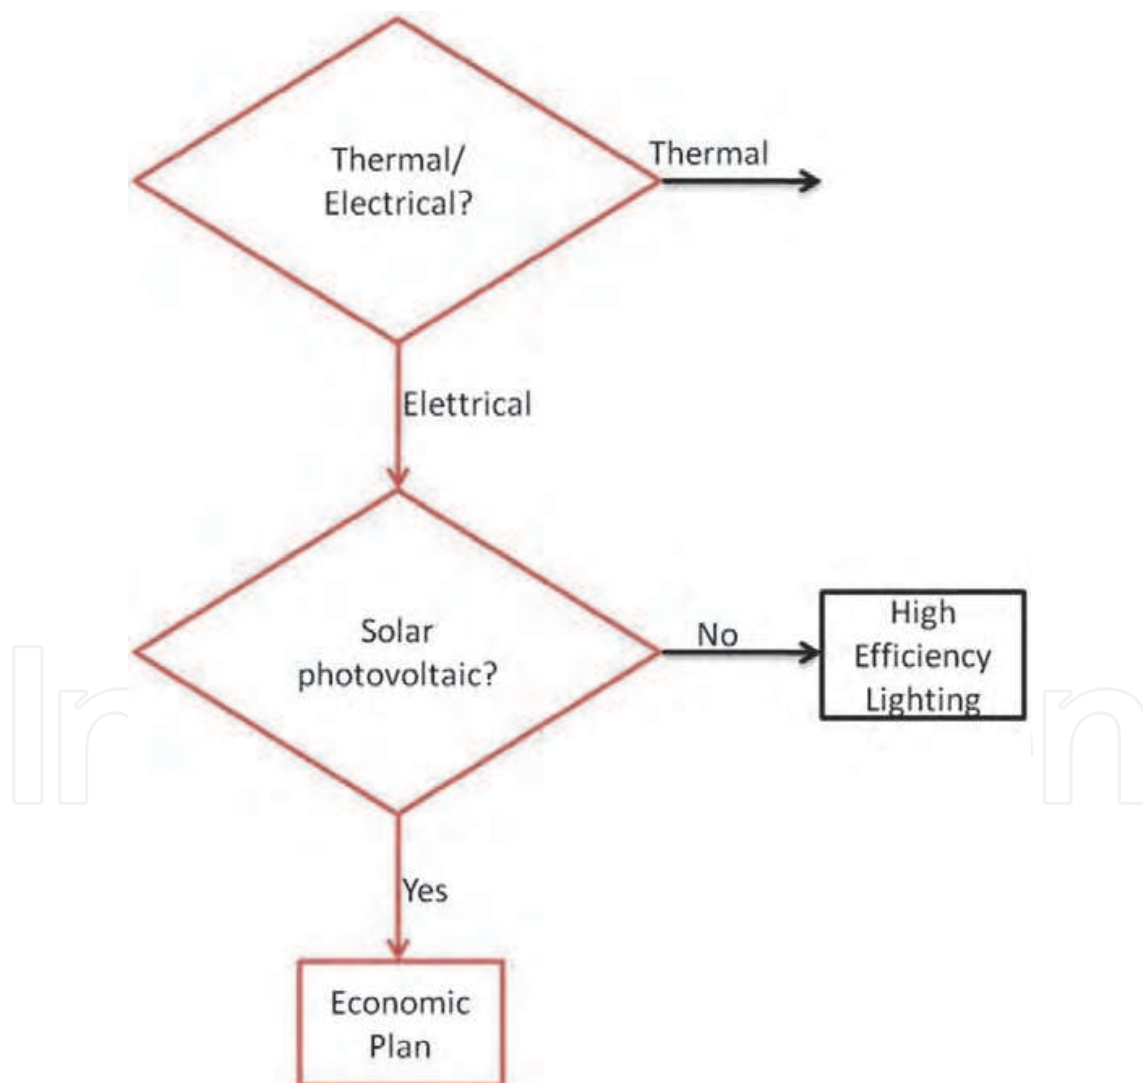 Thermal/
Electrical?
Thermal
Elettrical
Solar
photovoltaic?
No
High
Efficiency
Lighting
Yes
Economic
Plan